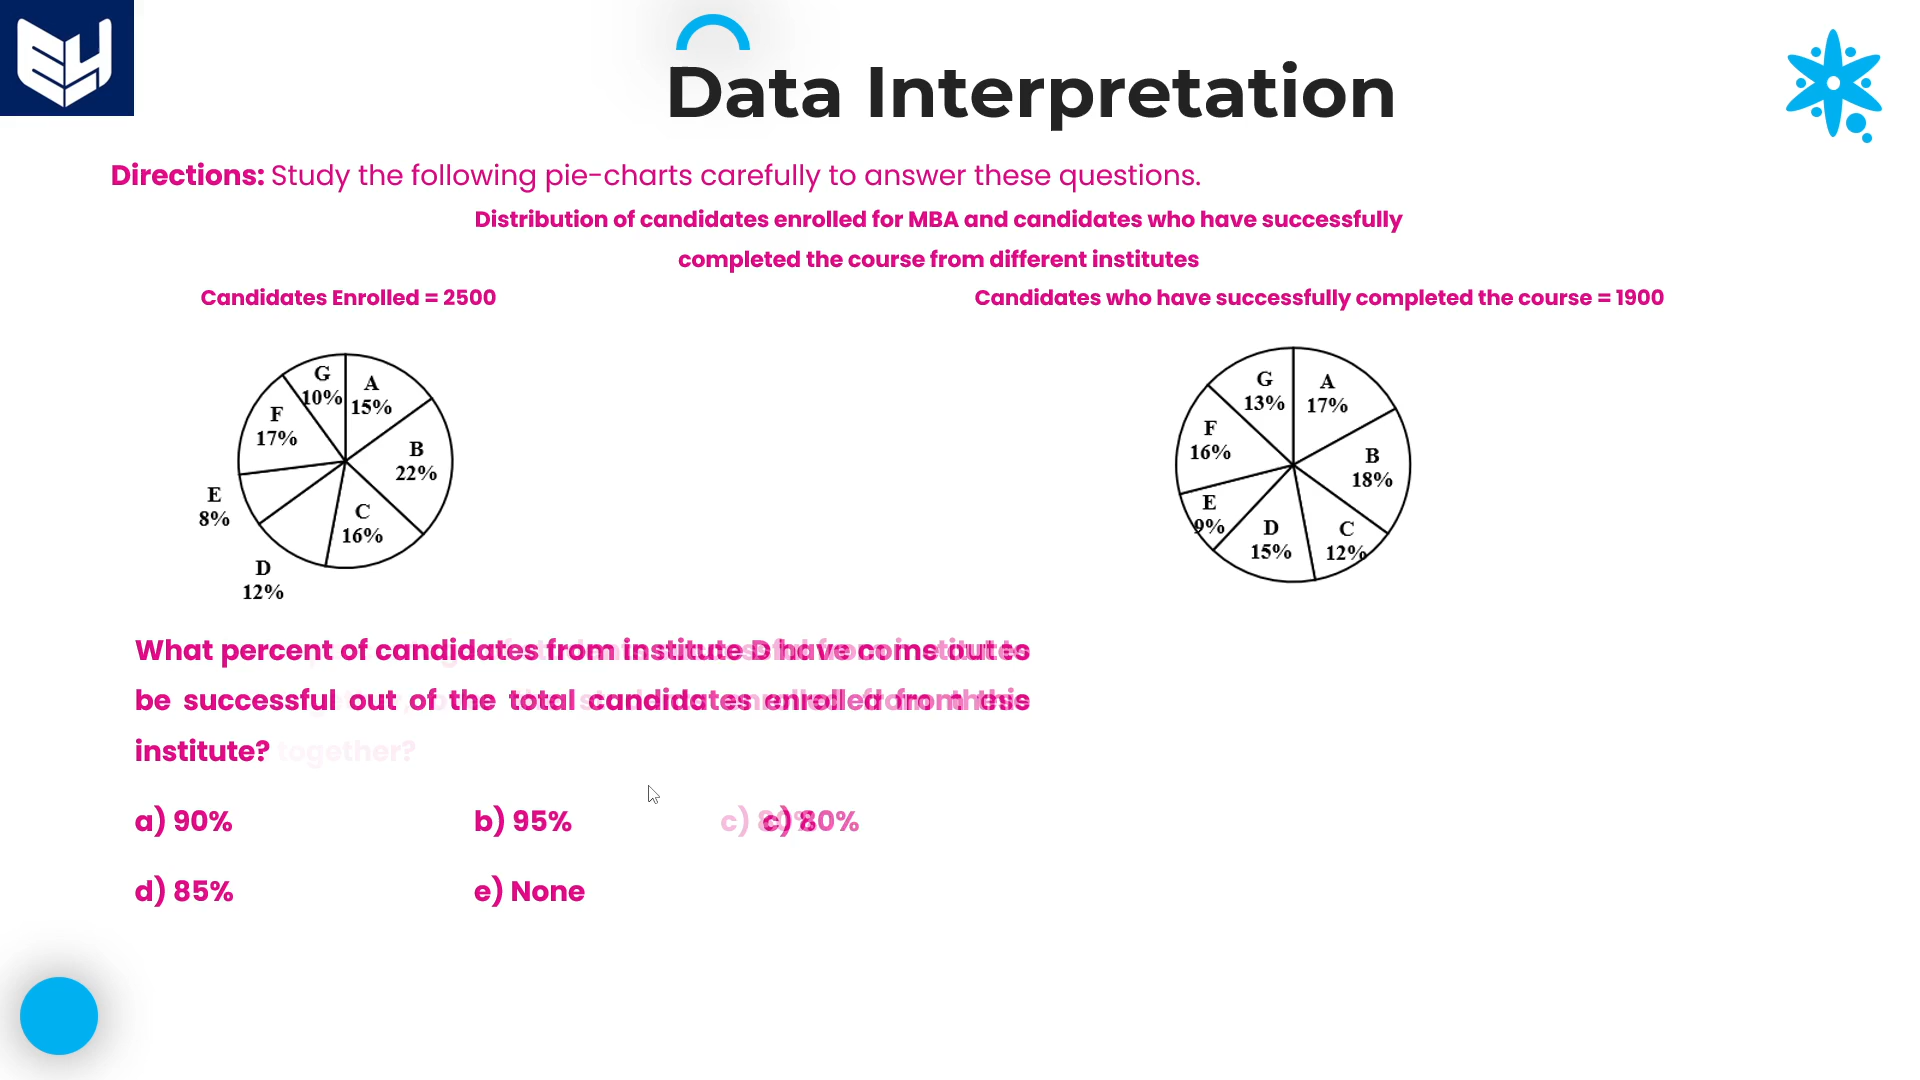 Data Interpretation
Directions: Study the following pie-charts carefully to answer these questions.
Distribution of candidates enrolled for MBA and candidates who have successfully
completed the course from different institutes
Candidates Enrolled = 2500
Candidates who have successfully completed the course = 1900
G
10%
A
15%
F
17%
B
22%
E
8%
C
16%
D
12%
G
13%
A
17%
F
16%
B
18%
E
9%
D
15%
C
12%
What percent of candidates from institute D have come out to
be successful out of the total candidates enrolled from this
institute? together?
a) 90%
b) 95%
c) 80%
d) 85%
e) None